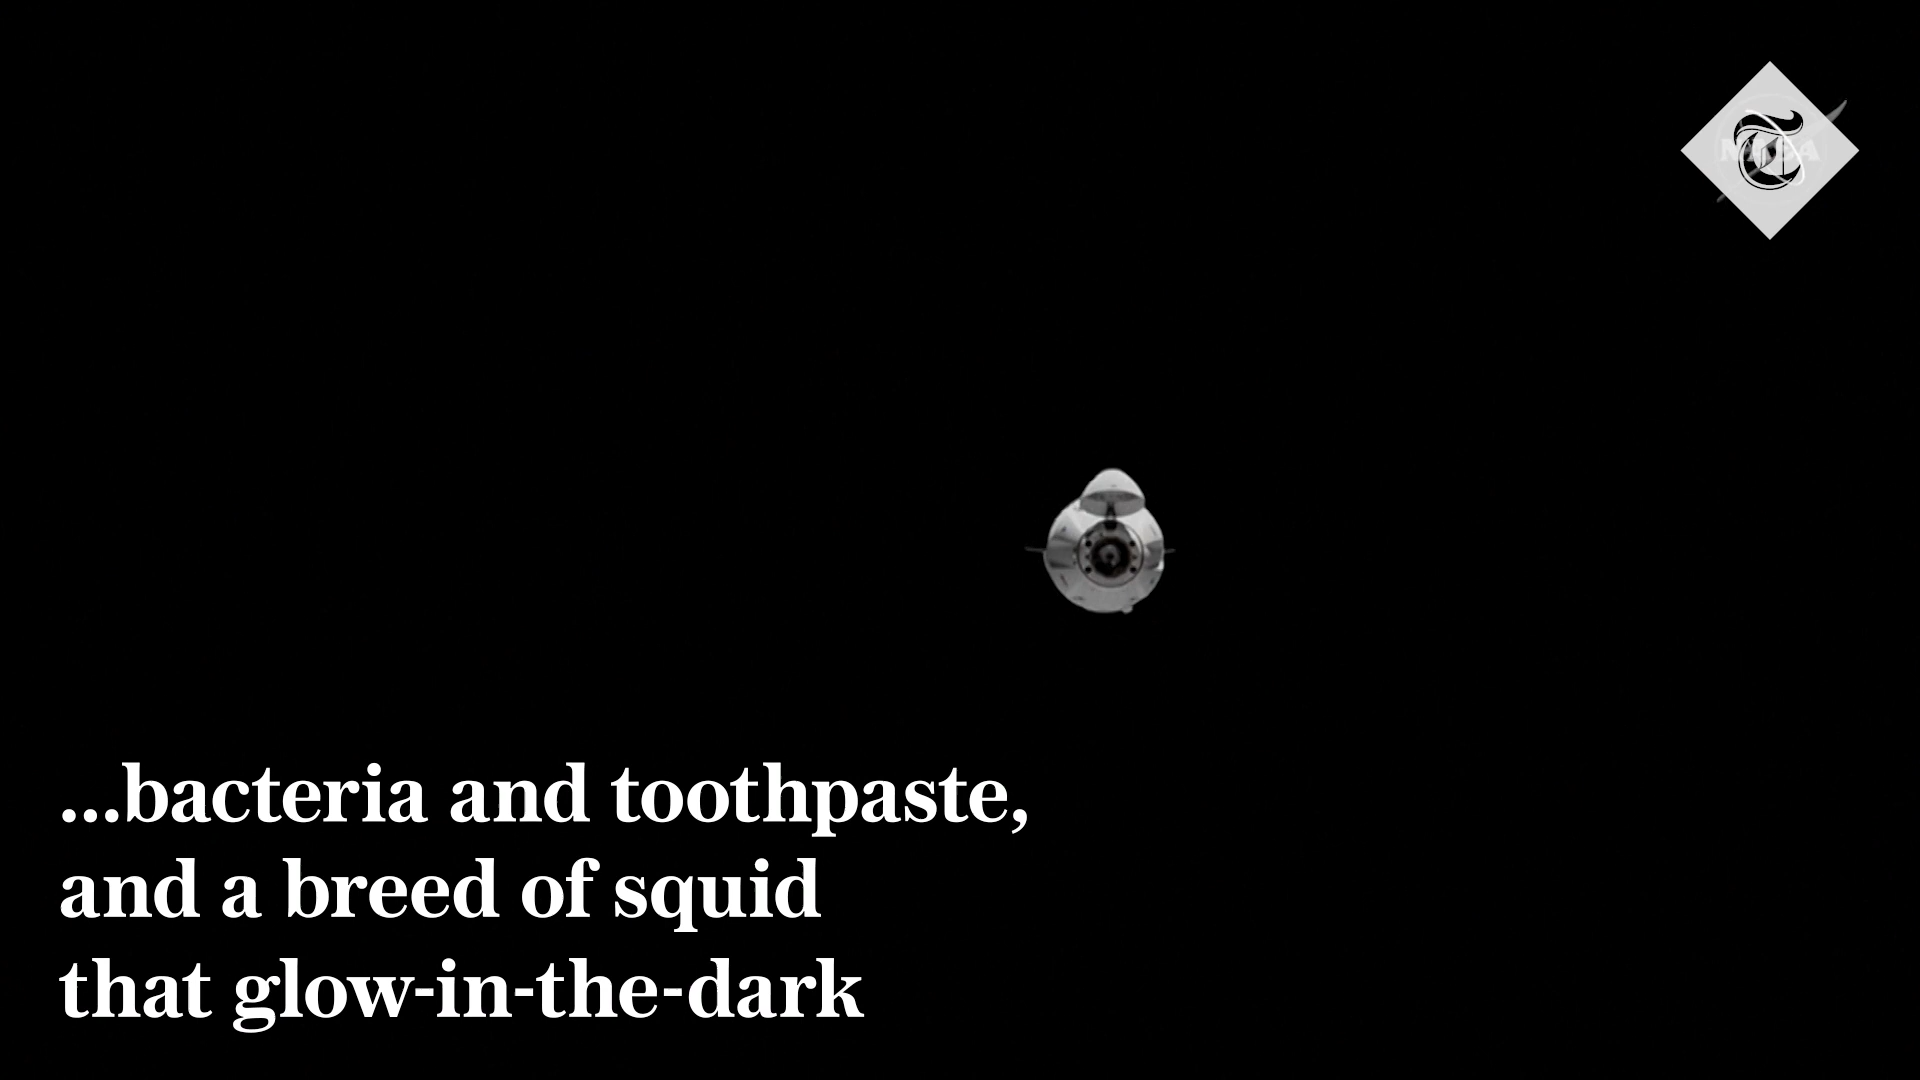 T
...bacteria and toothpaste,
and a breed of squid
that glow-in-the-dark